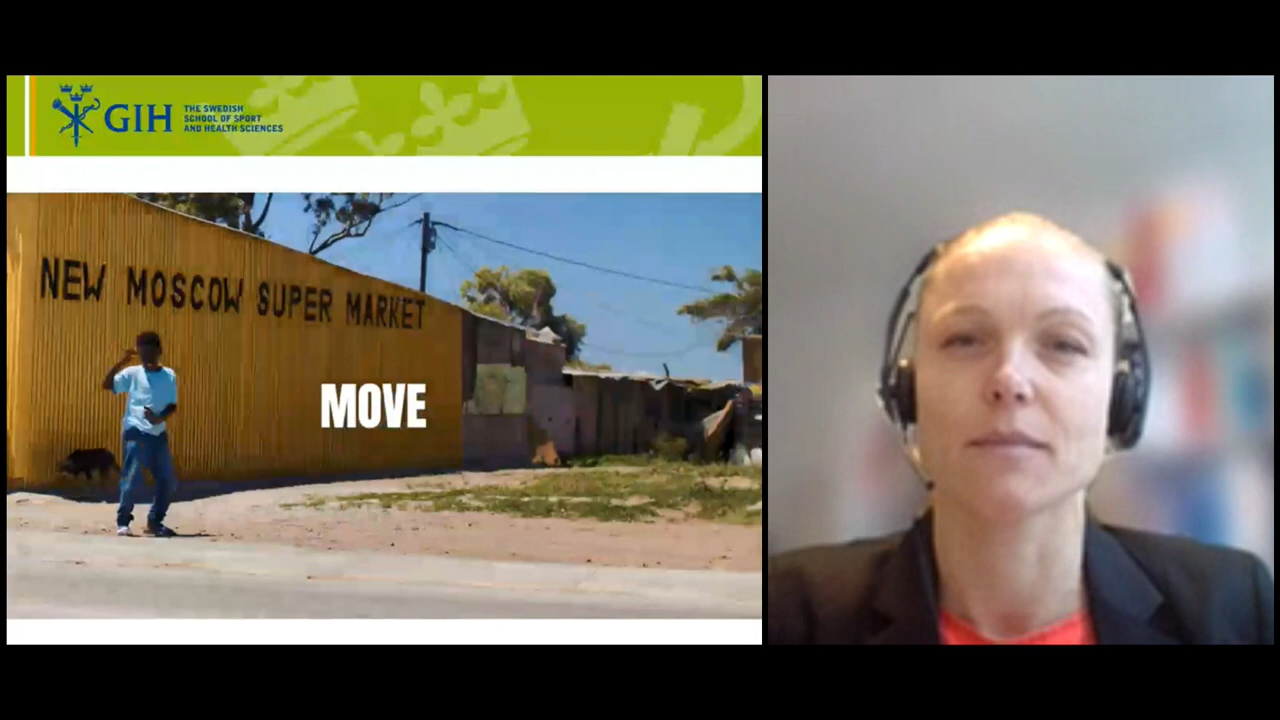 GIH
THE SWEDISH
SCHOOL OF SPORT
AND HEALTH SCIENCES
NEW MOSCOW SUPER MARKET
MOVE